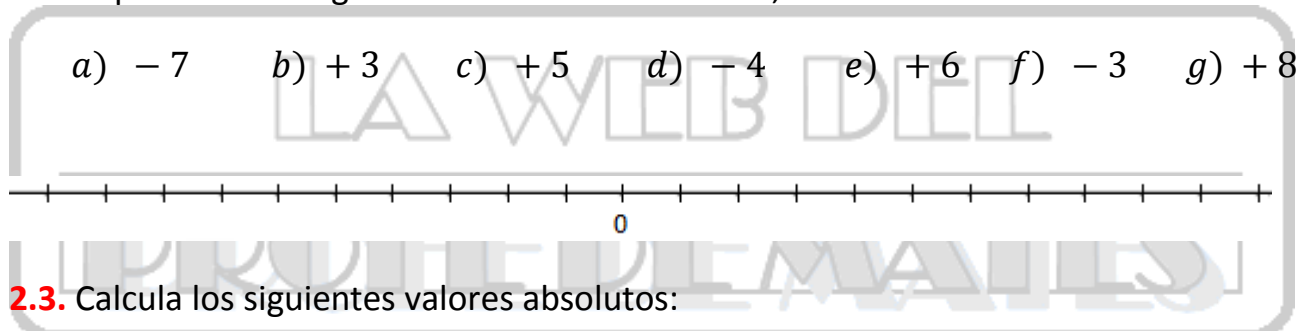 a) − 7 b) + 3 c) + 5 d) − 4 e) + 6 f) − 3 g) + 8
LA WEB DEL
0
PROFE DE MATES
2.3. Calcula los siguientes valores absolutos: